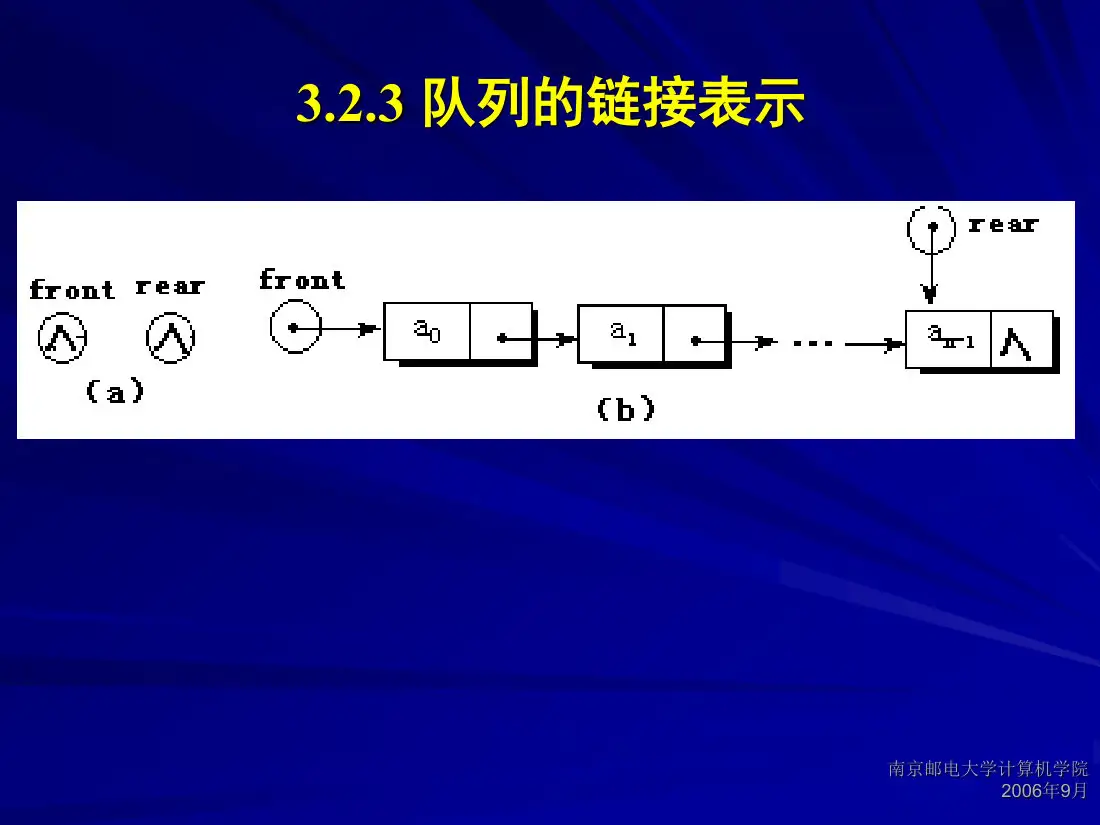 3.2.3 队列的链接表示
rear
front rear front
a0 a1 ... an-1
(a) (b)
南京邮电大学计算机学院
2006年9月